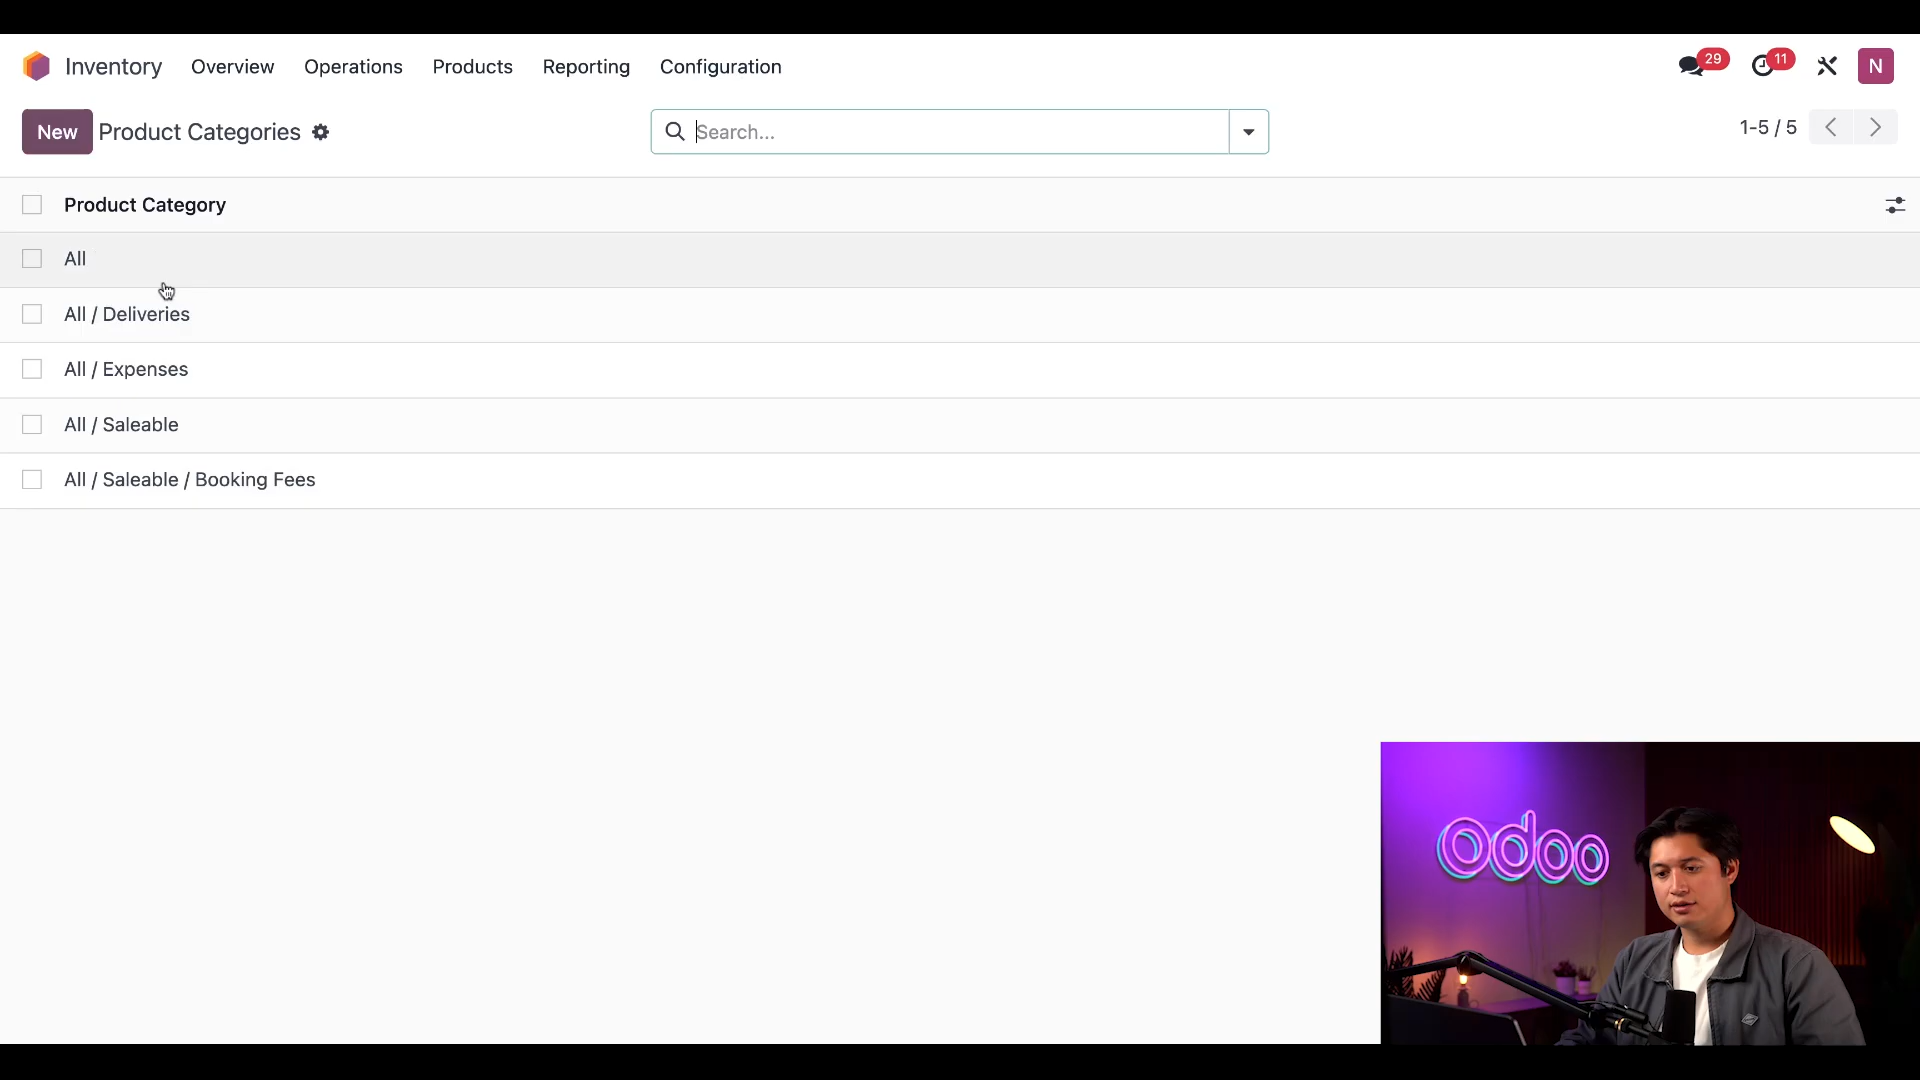 Inventory Overview Operations Products Reporting Configuration 29 11 N
New Product Categories Search... 1-5 / 5
Product Category
All
All / Deliveries
All / Expenses
All / Saleable
All / Saleable / Booking Fees
odoo